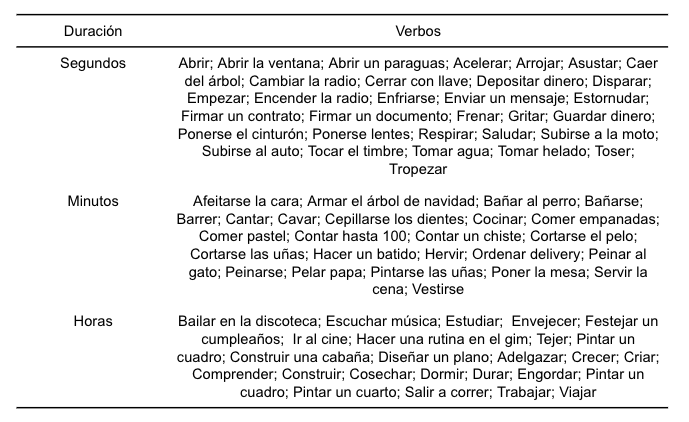 Duración Verbos
Segundos Abrir; Abrir la ventana; Abrir un paraguas; Acelerar; Arrojar; Asustar; Caer
del árbol; Cambiar la radio; Cerrar con llave; Depositar dinero; Disparar;
Empezar; Encender la radio; Enfriarse; Enviar un mensaje; Estornudar;
Firmar un contrato; Firmar un documento; Frenar; Gritar; Guardar dinero;
Ponerse el cinturón; Ponerse lentes; Respirar; Saludar; Subirse a la moto;
Subirse al auto; Tocar el timbre; Tomar agua; Tomar helado; Toser;
Tropezar
Minutos Afeitarse la cara; Armar el árbol de navidad; Bañar al perro; Bañarse;
Barrer; Cantar; Cavar; Cepillarse los dientes; Cocinar; Comer empanadas;
Comer pastel; Contar hasta 100; Contar un chiste; Cortarse el pelo;
Cortarse las uñas; Hacer un batido; Hervir; Ordenar delivery; Peinar al
gato; Peinarse; Pelar papa; Pintarse las uñas; Poner la mesa; Servir la
cena; Vestirse
Horas Bailar en la discoteca; Escuchar música; Estudiar; Envejecer; Festejar un
cumpleaños; Ir al cine; Hacer una rutina en el gim; Tejer; Pintar un
cuadro; Construir una cabaña; Diseñar un plano; Adelgazar; Crecer; Criar;
Comprender; Construir; Cosechar; Dormir; Durar; Engordar; Pintar un
cuadro; Pintar un cuarto; Salir a correr; Trabajar; Viajar